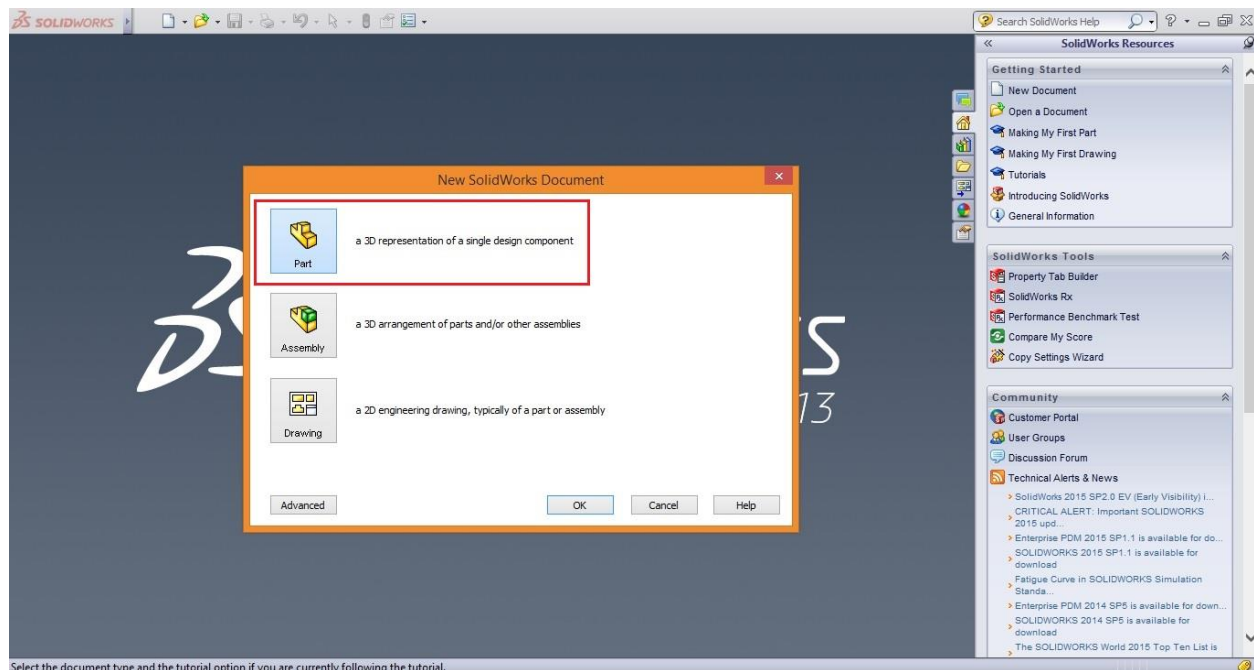 SOLIDWORKS
Search SolidWorks Help
SolidWorks Resources
Getting Started
New Document
Open a Document
Making My First Part
Making My First Drawing
Tutorials
Introducing SolidWorks
General Information
SolidWorks Tools
Property Tab Builder
SolidWorks Rx
Performance Benchmark Test
Compare My Score
Copy Settings Wizard
Community
Customer Portal
User Groups
Discussion Forum
Technical Alerts & News
SolidWorks 2015 SP2.0 EV (Early Visibility) i...
CRITICAL ALERT: Important SOLIDWORKS
2015 upd...
Enterprise PDM 2015 SP1.1 is available for do...
SOLIDWORKS 2015 SP1.1 is available for
download
Fatigue Curve in SOLIDWORKS Simulation
Standa...
Enterprise PDM 2014 SP5 is available for down...
SOLIDWORKS 2014 SP5 is available for
download
The SOLIDWORKS World 2015 Top Ten List is
New SolidWorks Document
Part
a 3D representation of a single design component
Assembly
a 3D arrangement of parts and/or other assemblies
Drawing
a 2D engineering drawing, typically of a part or assembly
Advanced
OK
Cancel
Help
S
13
Select the document type and the tutorial option if you are currently following the tutorial.